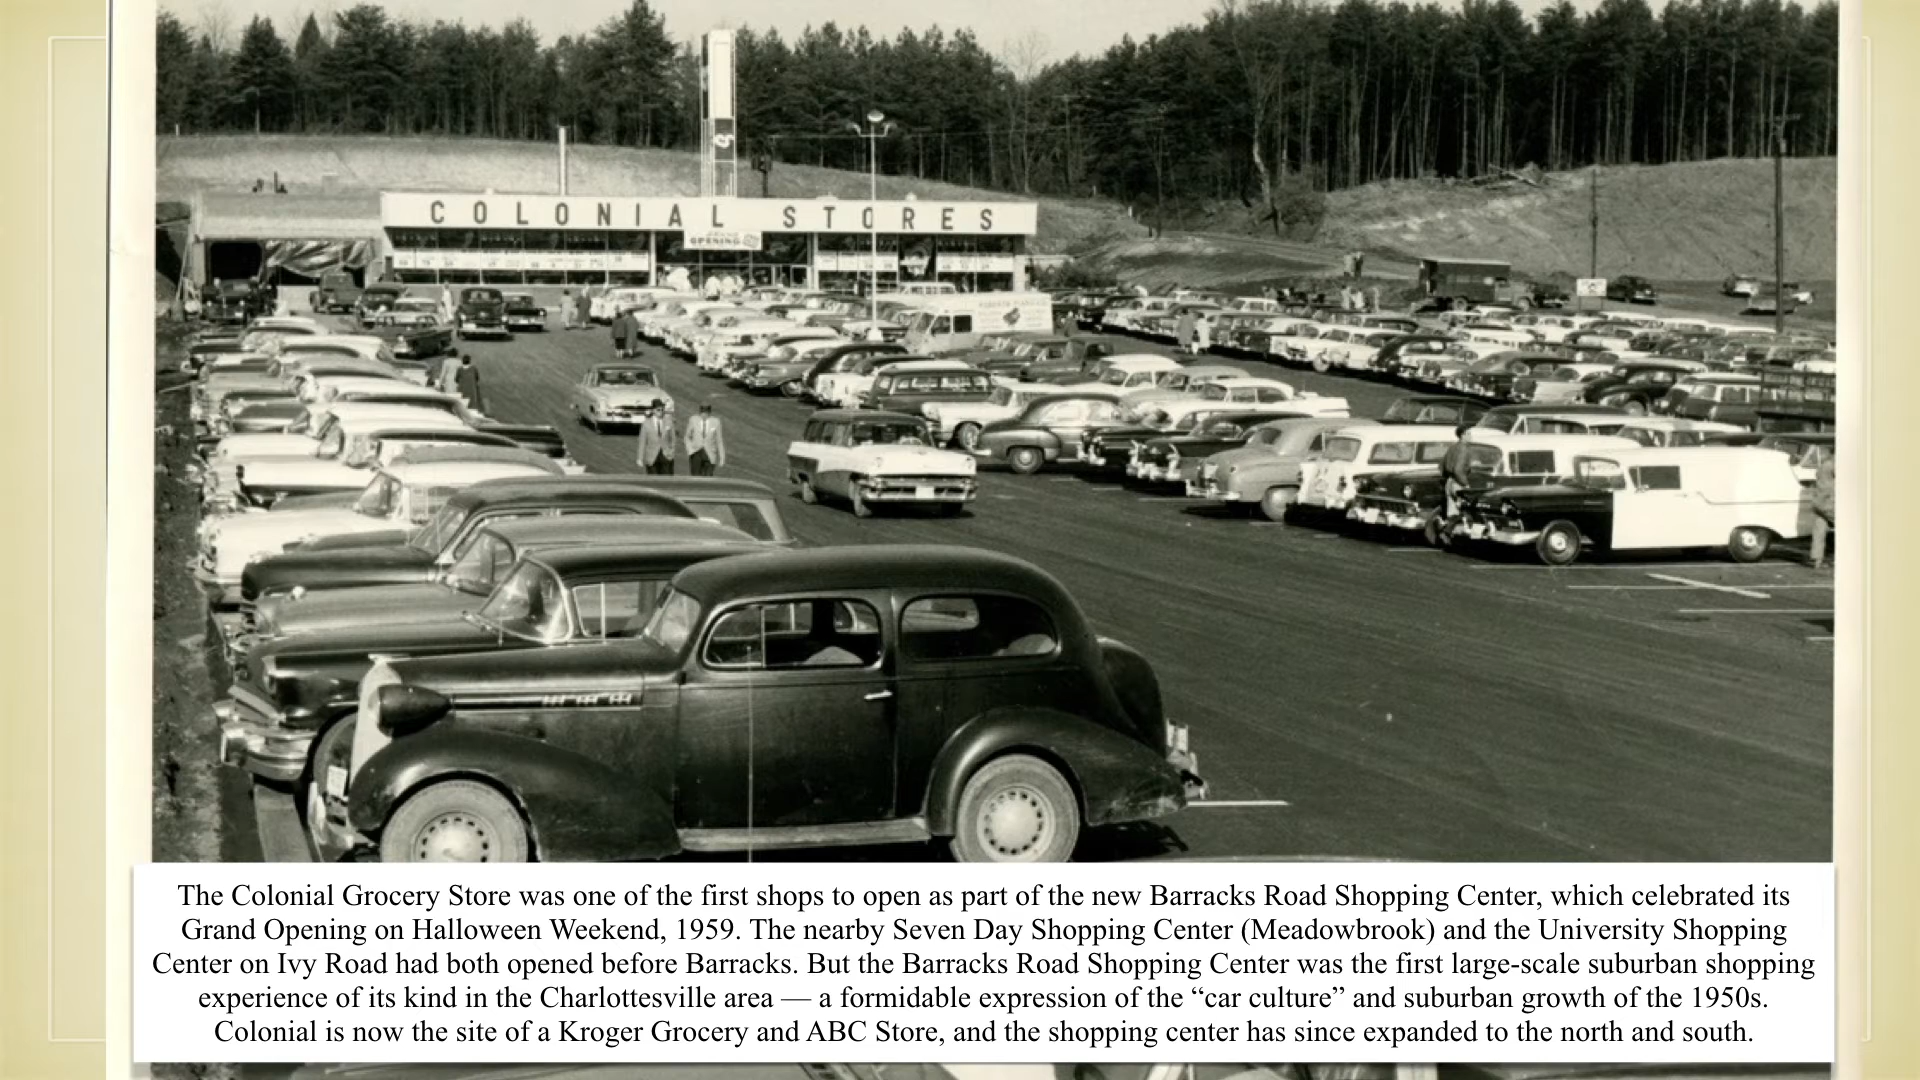 COLONIAL STORES
OPENING
The Colonial Grocery Store was one of the first shops to open as part of the new Barracks Road Shopping Center, which celebrated its
Grand Opening on Halloween Weekend, 1959. The nearby Seven Day Shopping Center (Meadowbrook) and the University Shopping
Center on Ivy Road had both opened before Barracks. But the Barracks Road Shopping Center was the first large-scale suburban shopping
experience of its kind in the Charlottesville area — a formidable expression of the “car culture” and suburban growth of the 1950s.
Colonial is now the site of a Kroger Grocery and ABC Store, and the shopping center has since expanded to the north and south.